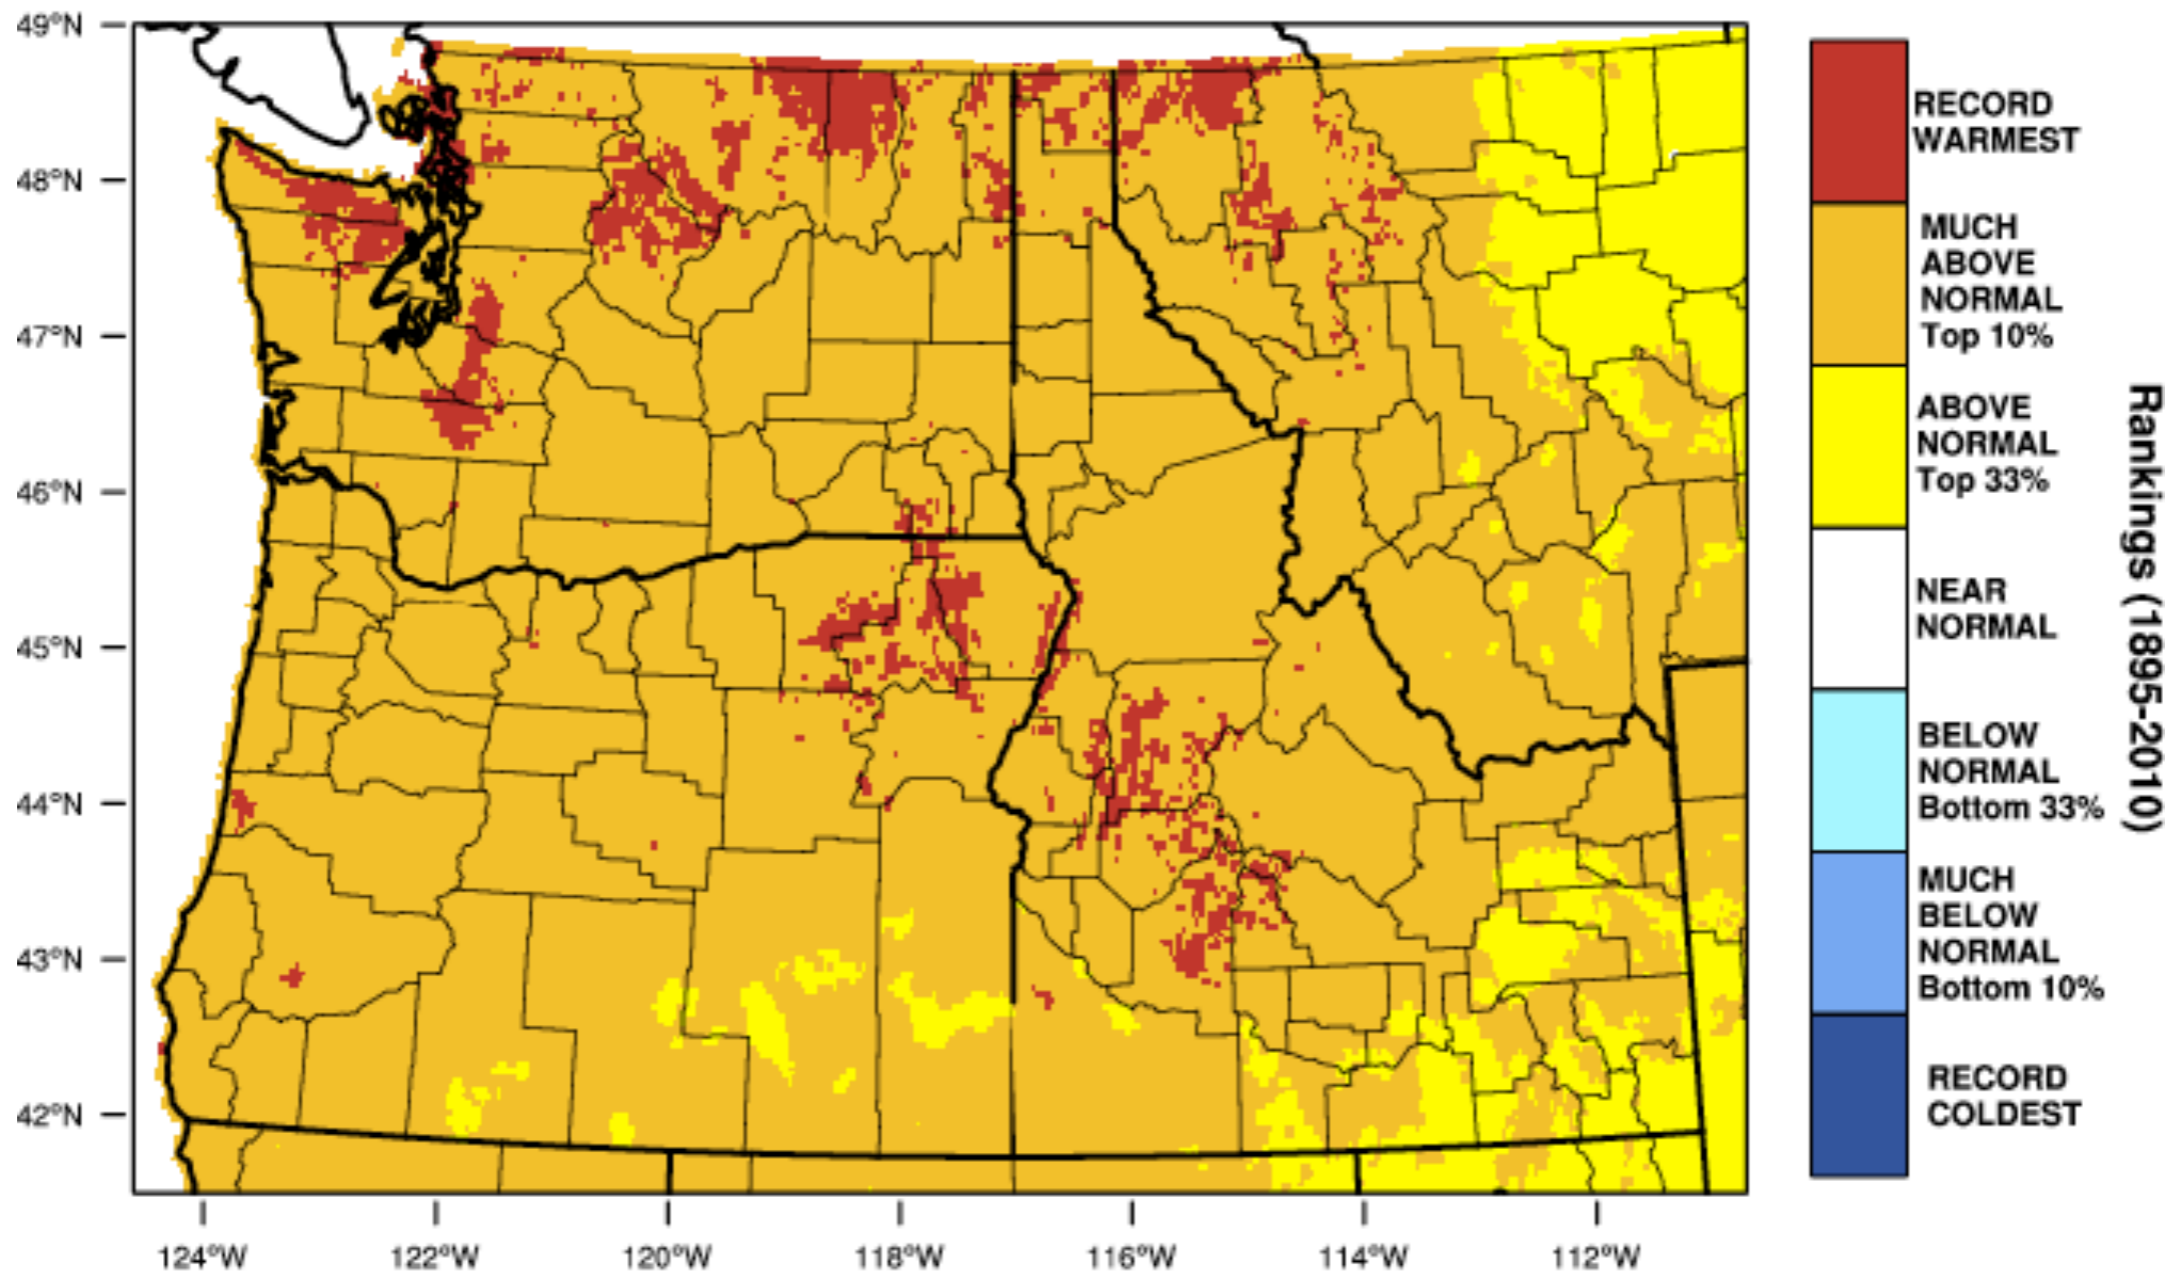 49°N
48°N
47°N
46°N
45°N
44°N
43°N
42°N
124°W
122°W
120°W
118°W
116°W
114°W
112°W
RECORD
WARMEST
MUCH
ABOVE
NORMAL
Top 10%
ABOVE
NORMAL
Top 33%
NEAR
NORMAL
BELOW
NORMAL
Bottom 33%
MUCH
BELOW
NORMAL
Bottom 10%
RECORD
COLDEST
Rankings (1895-2010)